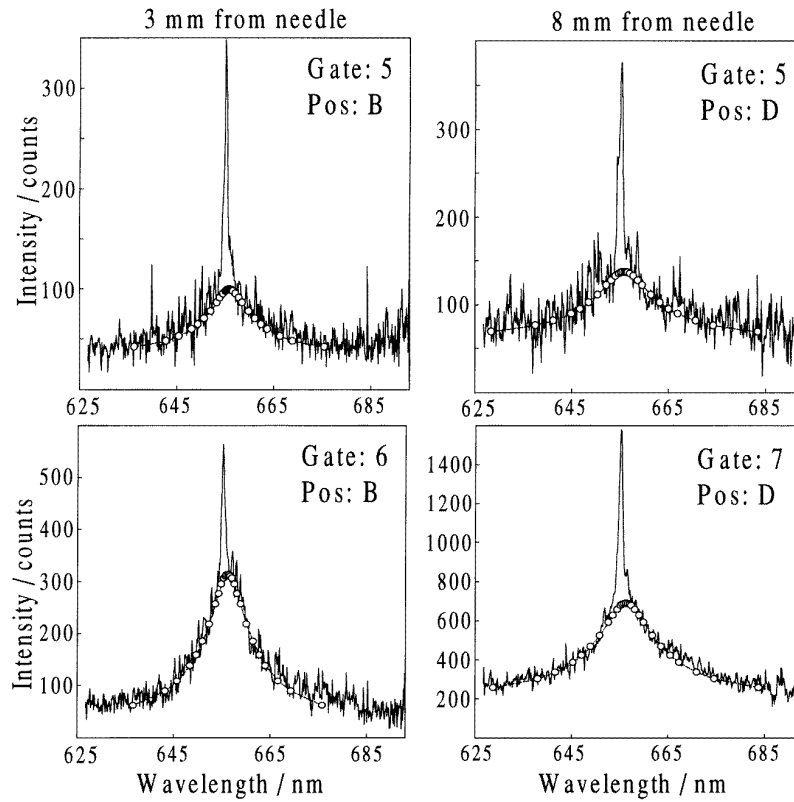 3 mm from needle
8 mm from needle
Gate: 5
Pos: B
Intensity / counts
300
200
100
625
645
665
685
Gate: 5
Pos: D
300
200
100
625
645
665
685
Gate: 6
Pos: B
Intensity / counts
500
400
300
200
100
625
645
665
685
Wavelength / nm
Gate: 7
Pos: D
1400
1200
1000
800
600
400
200
625
645
665
685
Wavelength / nm